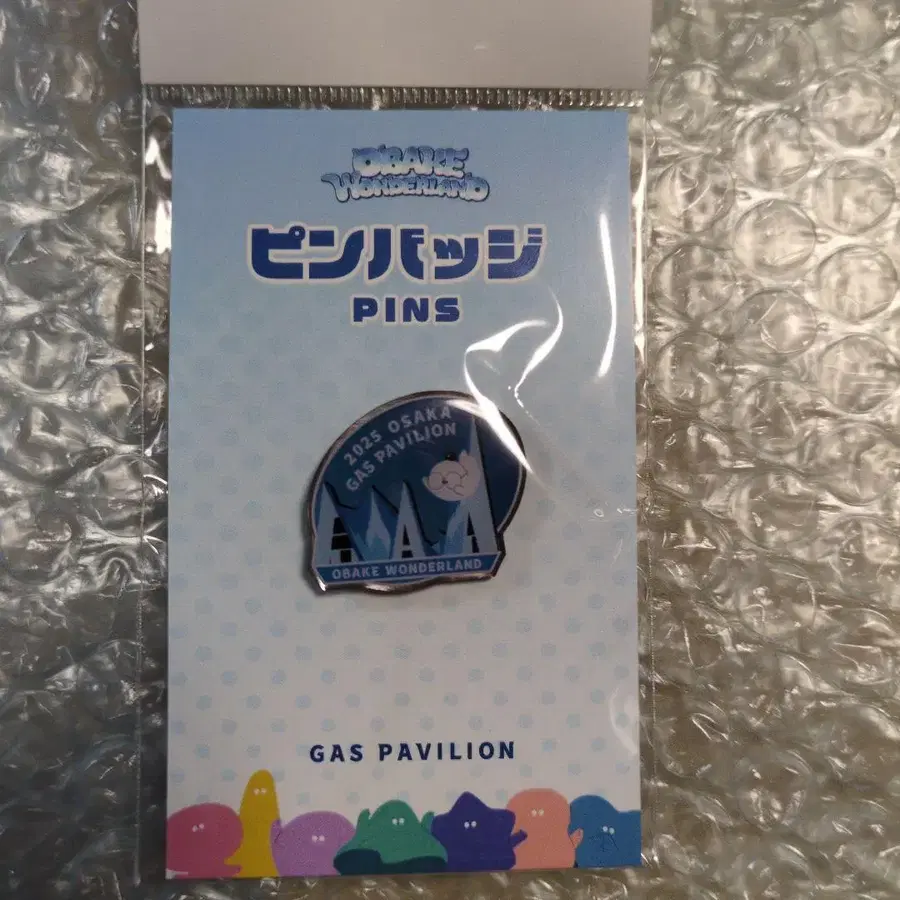 OBAKE
WONDERLAND
ピンバッジ
PINS
2025 OSAKA
GAS PAVILION
OBAKE WONDERLAND
GAS PAVILION